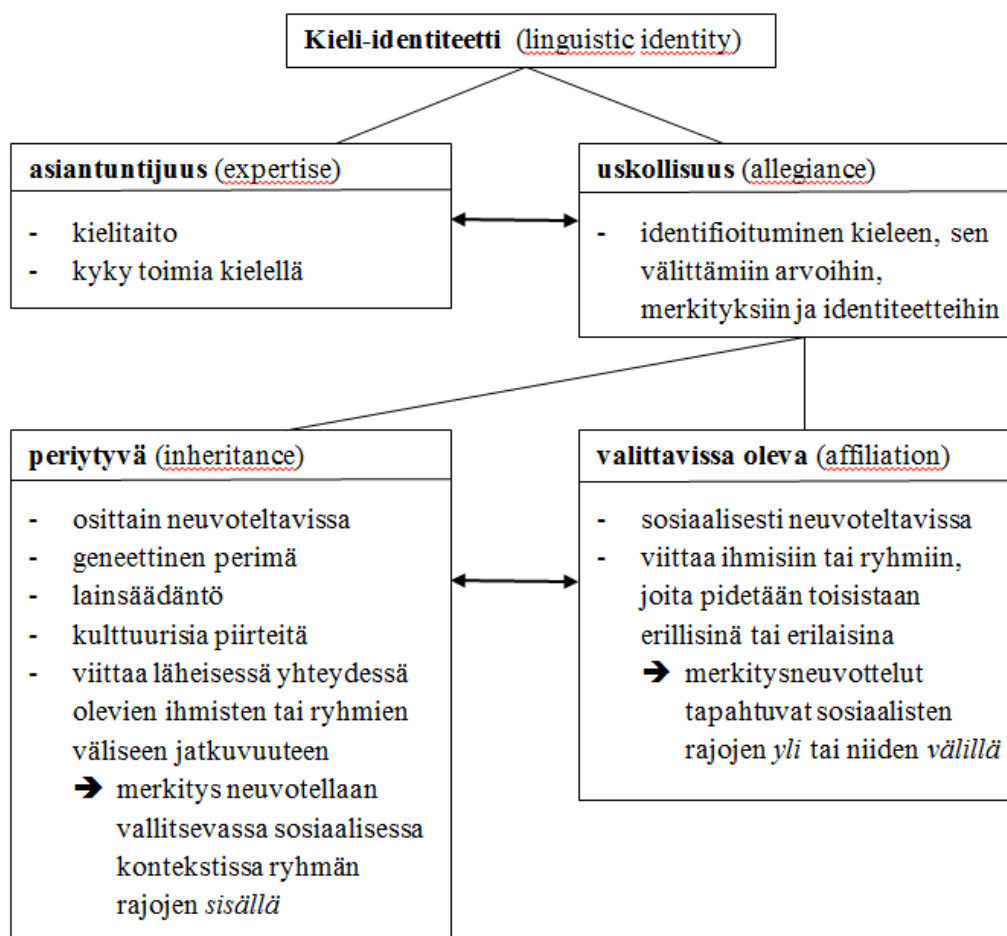 Kieli-identiteetti (linguistic identity)
asiantuntijuus (expertise)
- kielitaito
- kyky toimia kielellä
uskollisuus (allegiance)
- identifioituminen kieleen, sen
välittämiin arvoihin,
merkityksiin ja identiteetteihin
periytyvä (inheritance)
- osittain neuvoteltavissa
- geneettinen perimä
- lainsäädäntö
- kulttuurisia piirteitä
- viittaa läheisessä yhteydessä
olevien ihmisten tai ryhmien
väliseen jatkuvuuteen
➔ merkitys neuvotellaan
vallitsevassa sosiaalisessa
kontekstissa ryhmän
rajojen sisällä
valittavissa oleva (affiliation)
- sosiaalisesti neuvoteltavissa
- viittaa ihmisiin tai ryhmiin,
joita pidetään toisistaan
erillisinä tai erilaisina
➔ merkitysneuvottelut
tapahtuvat sosiaalisten
rajojen yli tai niiden välillä